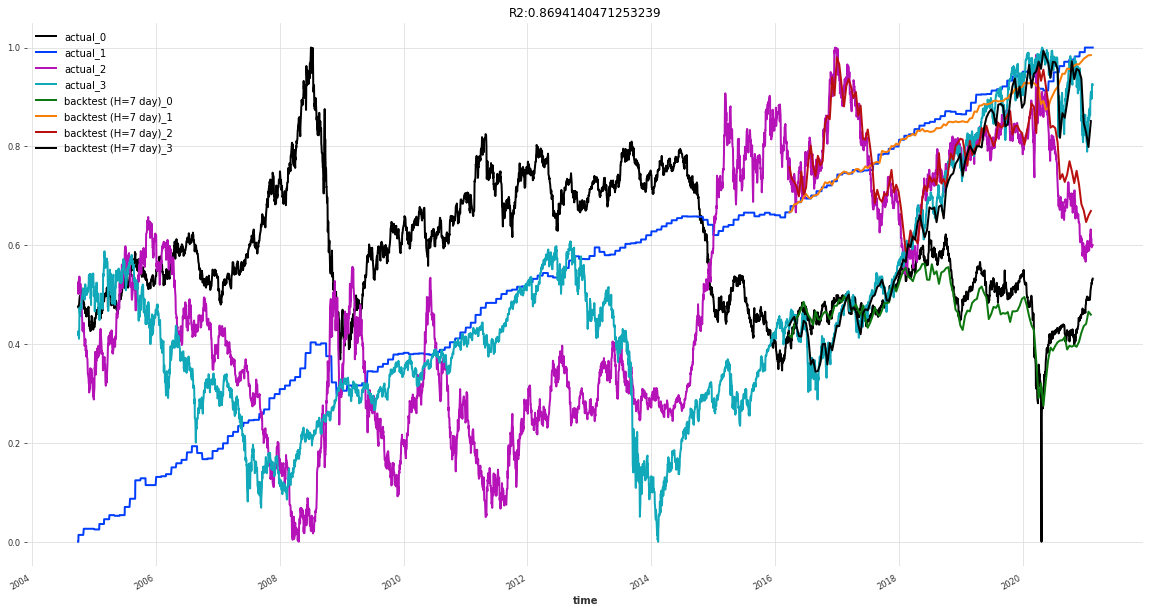 R2:0.8694140471253239
actual_0
actual_1
actual_2
actual_3
backtest (H=7 day)_0
backtest (H=7 day)_1
backtest (H=7 day)_2
backtest (H=7 day)_3
1.0
0.8
0.6
0.4
0.2
0.0
2004 2006 2008 2010 2012 2014 2016 2018 2020
time